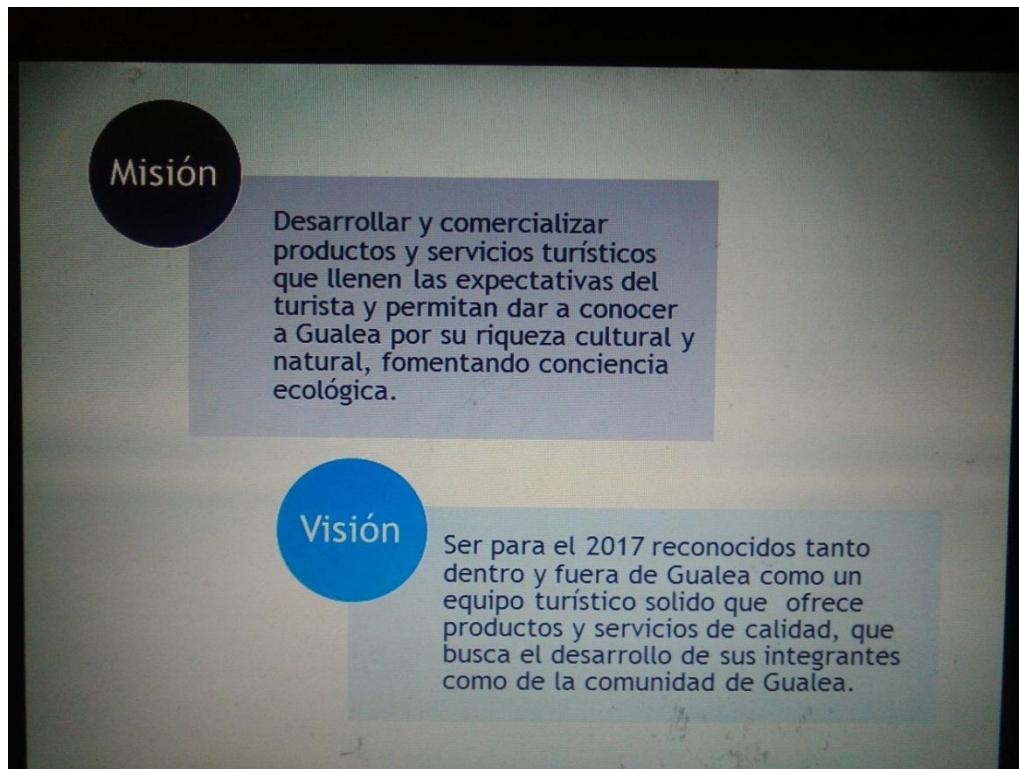 Misión
Desarrollar y comercializar
productos y servicios turísticos
que llenen las expectativas del
turista y permitan dar a conocer
a Gualea por su riqueza cultural y
natural, fomentando conciencia
ecológica.
Visión
Ser para el 2017 reconocidos tanto
dentro y fuera de Gualea como un
equipo turístico solido que  ofrece
productos y servicios de calidad, que
busca el desarrollo de sus integrantes
como de la comunidad de Gualea.